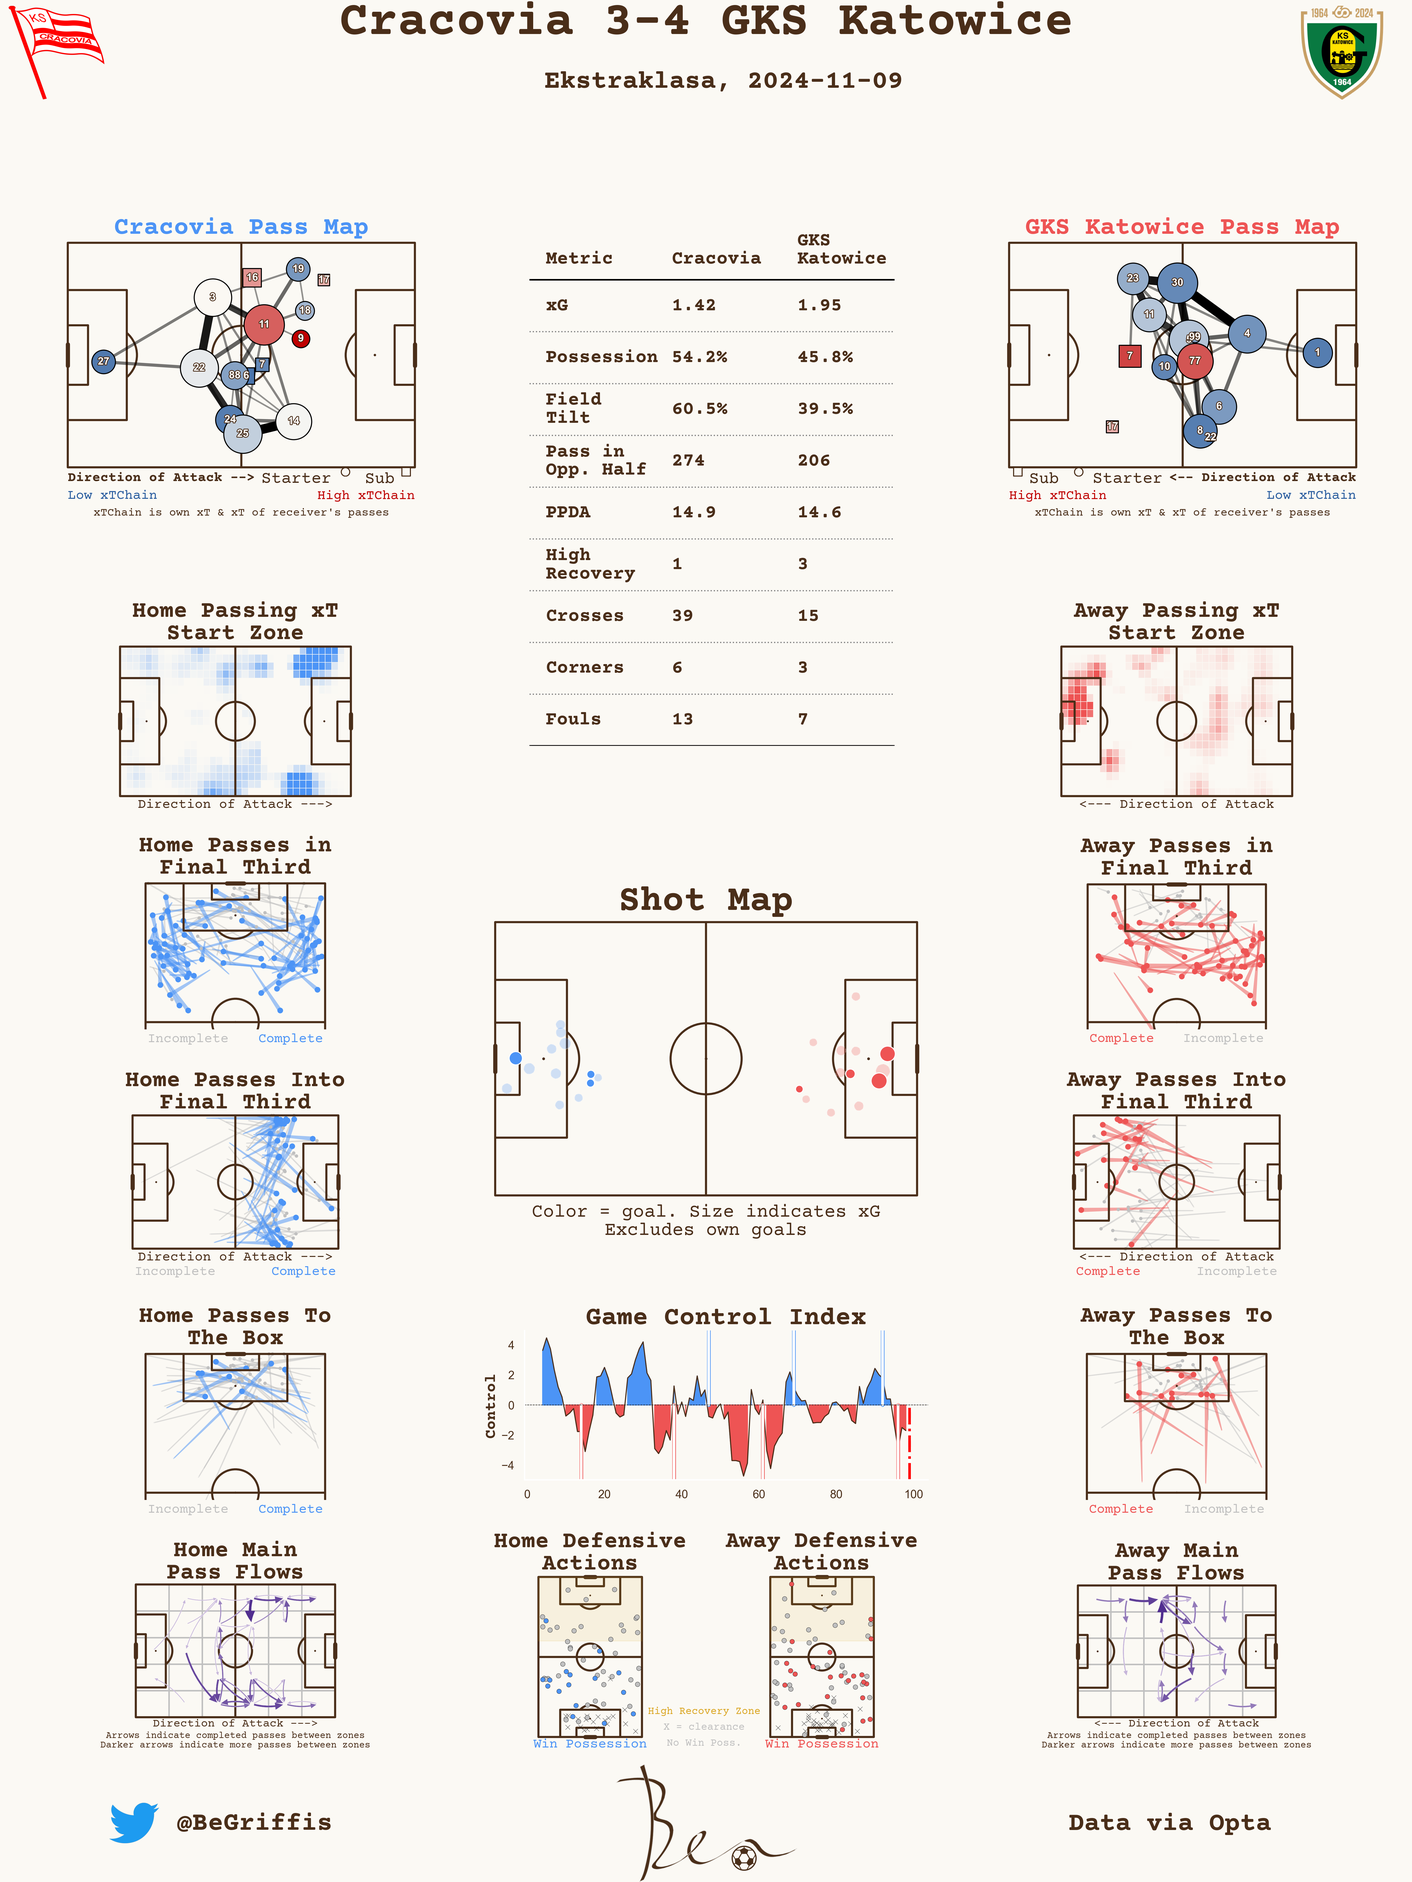 Cracovia 3-4 GKS Katowice
Ekstraklasa, 2024-11-09
KS
CRACOVIA
1964 2024
KS
KATOWICE
1964
Cracovia Pass Map
3
16
19
17
11
18
9
27
22
88
6
7
24
25
14
Direction of Attack --> Starter Sub
Low xTChain High xTChain
xTChain is own xT & xT of receiver's passes
Metric Cracovia GKS Katowice
xG 1.42 1.95
Possession 54.2% 45.8%
Field Tilt 60.5% 39.5%
Pass in Opp. Half 274 206
PPDA 14.9 14.6
High Recovery 1 3
Crosses 39 15
Corners 6 3
Fouls 13 7
GKS Katowice Pass Map
23
30
11
99
4
7
77
10
1
6
8
22
17
Sub Starter <-- Direction of Attack
High xTChain Low xTChain
xTChain is own xT & xT of receiver's passes
Home Passing xT
Start Zone
Direction of Attack --->
Away Passing xT
Start Zone
<--- Direction of Attack
Home Passes in
Final Third
Incomplete Complete
Away Passes in
Final Third
Complete Incomplete
Shot Map
Color = goal. Size indicates xG
Excludes own goals
Home Passes Into
Final Third
Direction of Attack --->
Incomplete Complete
Away Passes Into
Final Third
<--- Direction of Attack
Complete Incomplete
Home Passes To
The Box
Incomplete Complete
Game Control Index
Control
4
2
0
−2
−4
0 20 40 60 80 100
Away Passes To
The Box
Complete Incomplete
Home Main
Pass Flows
Direction of Attack --->
Arrows indicate completed passes between zones
Darker arrows indicate more passes between zones
Home Defensive
Actions
Win Possession
High Recovery Zone
X = clearance
No Win Poss.
Away Defensive
Actions
Win Possession
Away Main
Pass Flows
<--- Direction of Attack
Arrows indicate completed passes between zones
Darker arrows indicate more passes between zones
@BeGriffis
Ben
Data via Opta